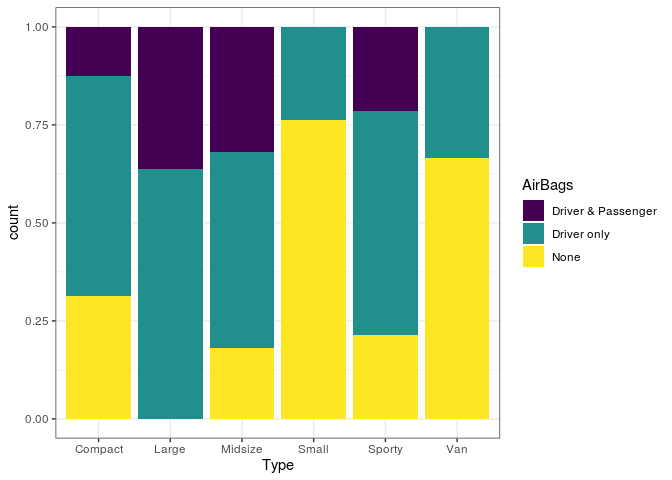 1.00
0.75
0.50
0.25
0.00
count
Compact Large Midsize Small Sporty Van
Type
AirBags
Driver & Passenger
Driver only
None